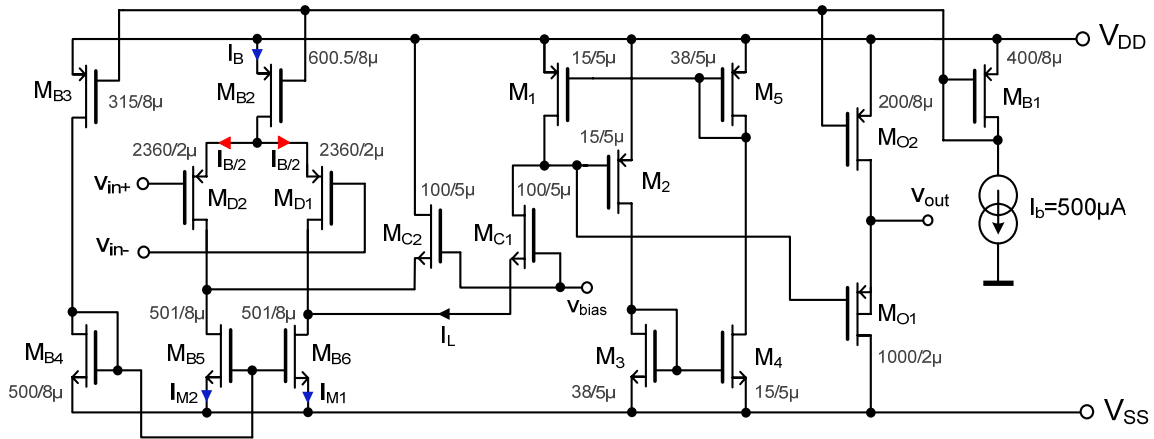 I_B
600.5/8µ
15/5µ
38/5µ
V_DD
400/8µ
M_B3
315/8µ
M_B2
M_1
M_5
M_B1
200/8µ
M_O2
2360/2µ
I_B/2
I_B/2
2360/2µ
15/5µ
v_in+
M_D2
M_D1
100/5µ
100/5µ
M_2
v_out
I_b=500µA
v_in-
M_C2
M_C1
v_bias
501/8µ
501/8µ
I_L
M_O1
M_B4
M_B5
M_B6
M_3
M_4
1000/2µ
500/8µ
I_M2
I_M1
38/5µ
15/5µ
V_SS